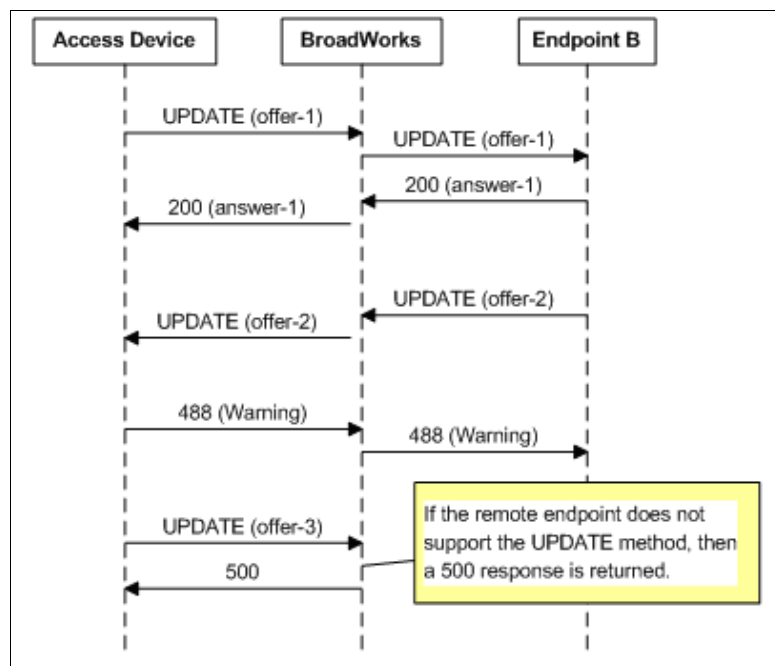 Access Device
BroadWorks
Endpoint B
UPDATE (offer-1)
UPDATE (offer-1)
200 (answer-1)
200 (answer-1)
UPDATE (offer-2)
UPDATE (offer-2)
488 (Warning)
488 (Warning)
If the remote endpoint does not
support the UPDATE method, then
a 500 response is returned.
UPDATE (offer-3)
500